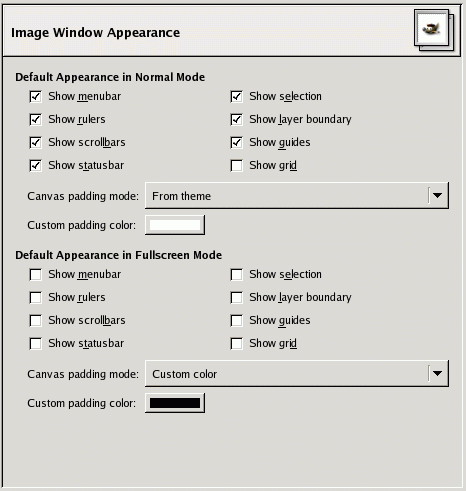 Image Window Appearance
Default Appearance in Normal Mode
Show menubar
Show selection
Show rulers
Show layer boundary
Show scrollbars
Show guides
Show statusbar
Show grid
Canvas padding mode: From theme
Custom padding color:
Default Appearance in Fullscreen Mode
Show menubar
Show selection
Show rulers
Show layer boundary
Show scrollbars
Show guides
Show statusbar
Show grid
Canvas padding mode: Custom color
Custom padding color: